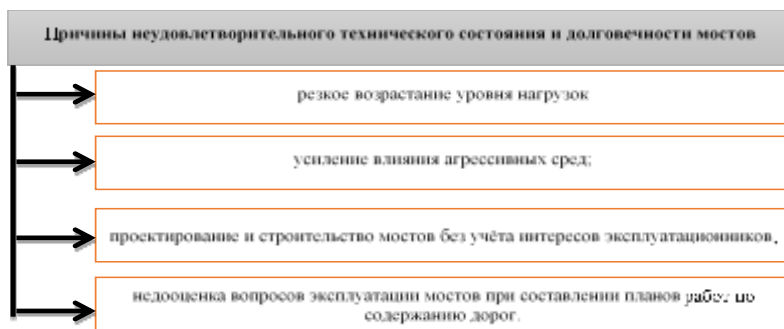 Причины неудовлетворительного технического состояния и долговечности мостов
резкое возрастание уровня нагрузок
усиление влияния агрессивных сред;
проектирование и строительство мостов без учёта интересов эксплуатационников,
недооценка вопросов эксплуатации мостов при составлении планов работ по
содержанию дорог.